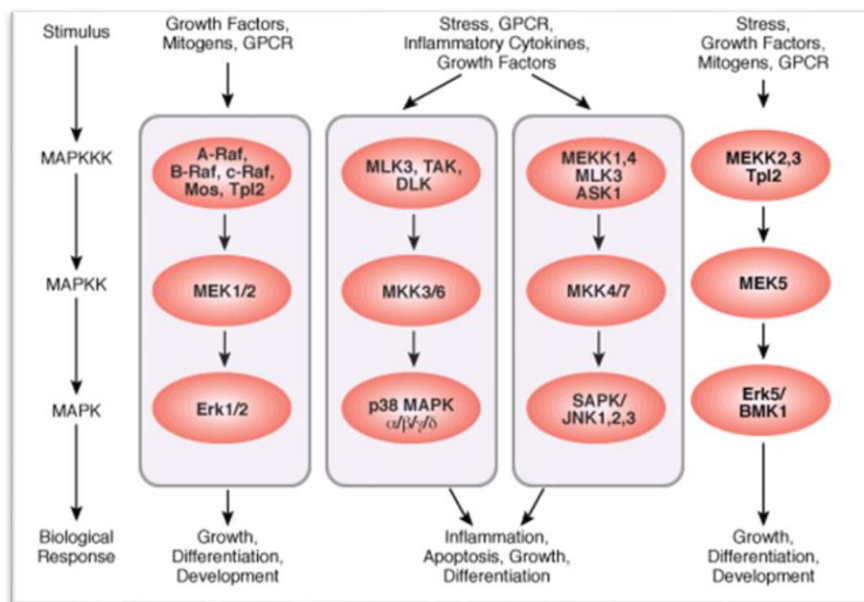 Stimulus
MAPKKK
MAPKK
MAPK
Biological
Response
Growth Factors,
Mitogens, GPCR
A-Raf,
B-Raf, c-Raf,
Mos, Tpl2
MEK1/2
Erk1/2
Growth,
Differentiation,
Development
Stress, GPCR,
Inflammatory Cytokines,
Growth Factors
MLK3, TAK,
DLK
MKK3/6
p38 MAPK
α/β/γ/δ
MEKK1,4
MLK3
ASK1
MKK4/7
SAPK/
JNK1,2,3
Inflammation,
Apoptosis, Growth,
Differentiation
Stress,
Growth Factors,
Mitogens, GPCR
MEKK2,3
Tpl2
MEK5
Erk5/
BMK1
Growth,
Differentiation,
Development